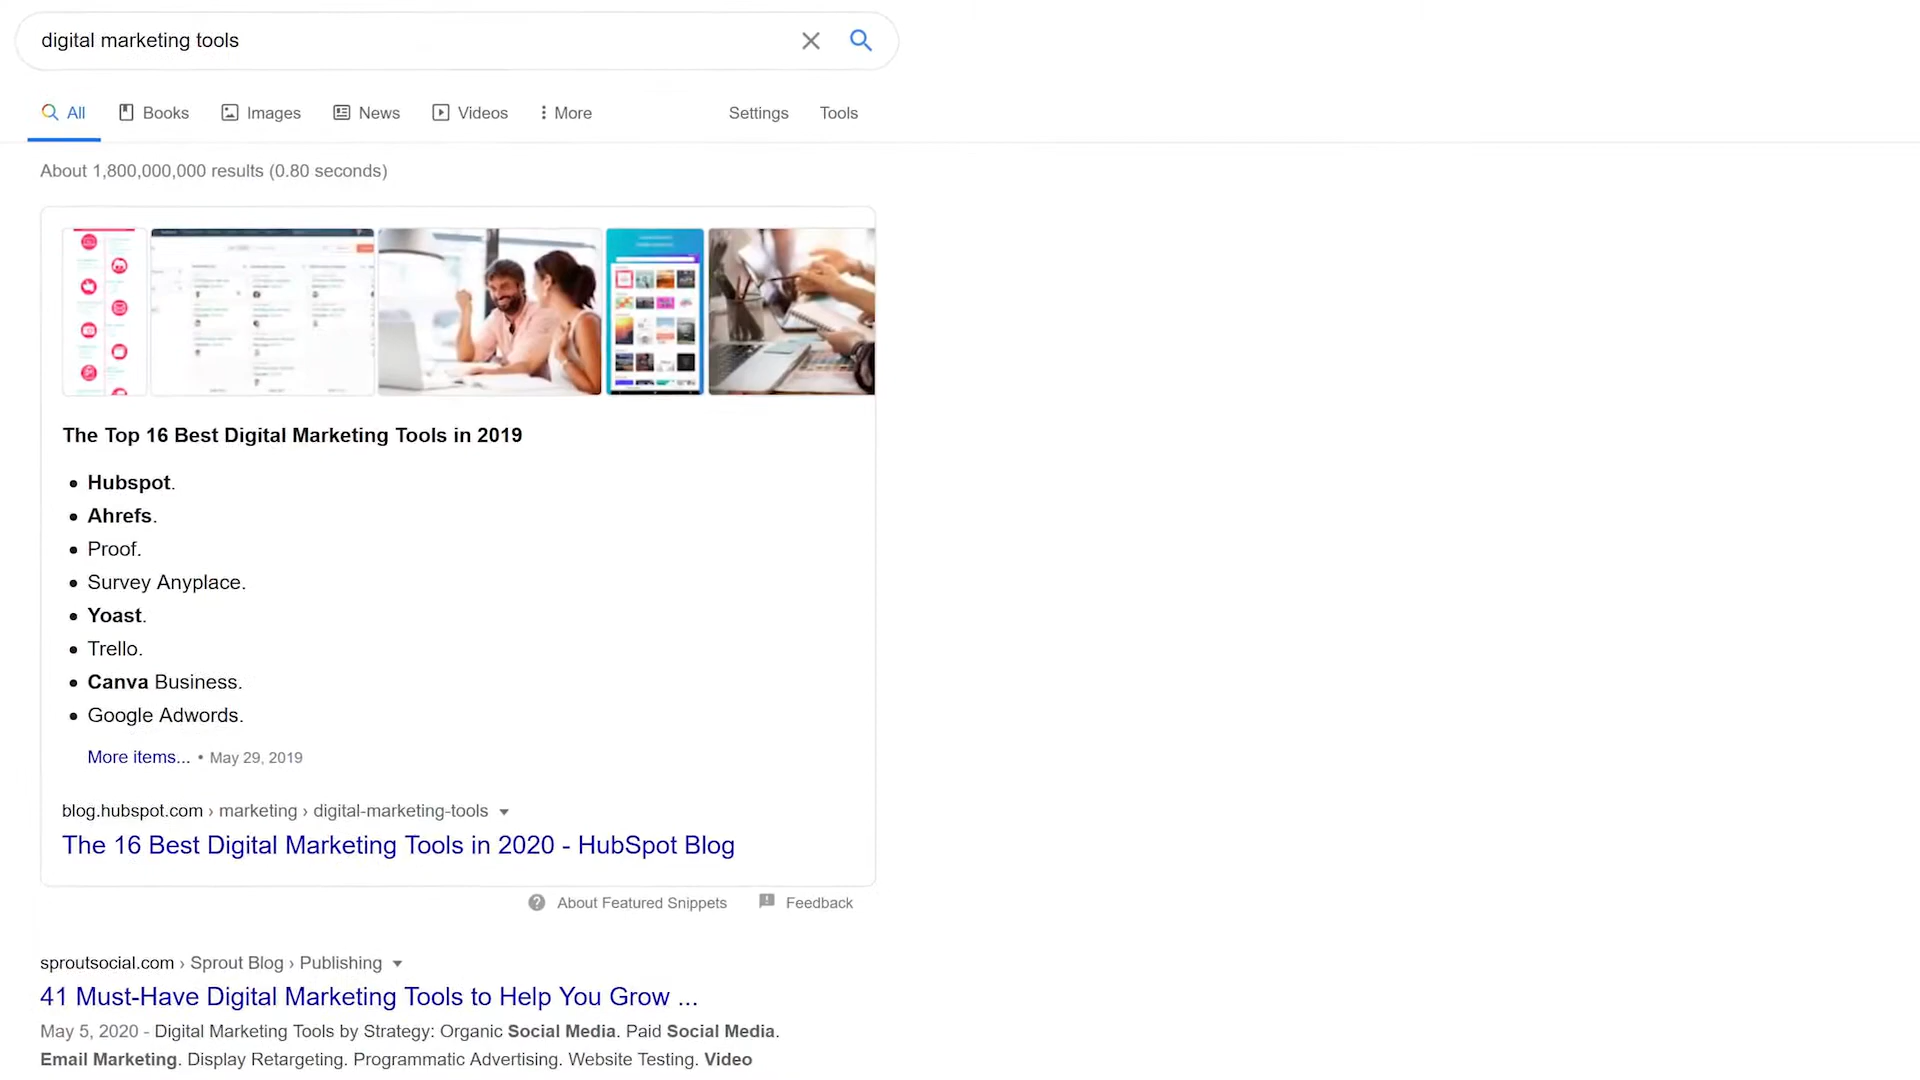 digital marketing tools
All Books Images News Videos More Settings Tools
About 1,800,000,000 results (0.80 seconds)
The Top 16 Best Digital Marketing Tools in 2019
• Hubspot.
• Ahrefs.
• Proof.
• Survey Anyplace.
• Yoast.
• Trello.
• Canva Business.
• Google Adwords.
More items... • May 29, 2019
blog.hubspot.com › marketing › digital-marketing-tools
The 16 Best Digital Marketing Tools in 2020 - HubSpot Blog
About Featured Snippets Feedback
sproutsocial.com › Sprout Blog › Publishing
41 Must-Have Digital Marketing Tools to Help You Grow ...
May 5, 2020 - Digital Marketing Tools by Strategy: Organic Social Media. Paid Social Media.
Email Marketing. Display Retargeting. Programmatic Advertising. Website Testing. Video